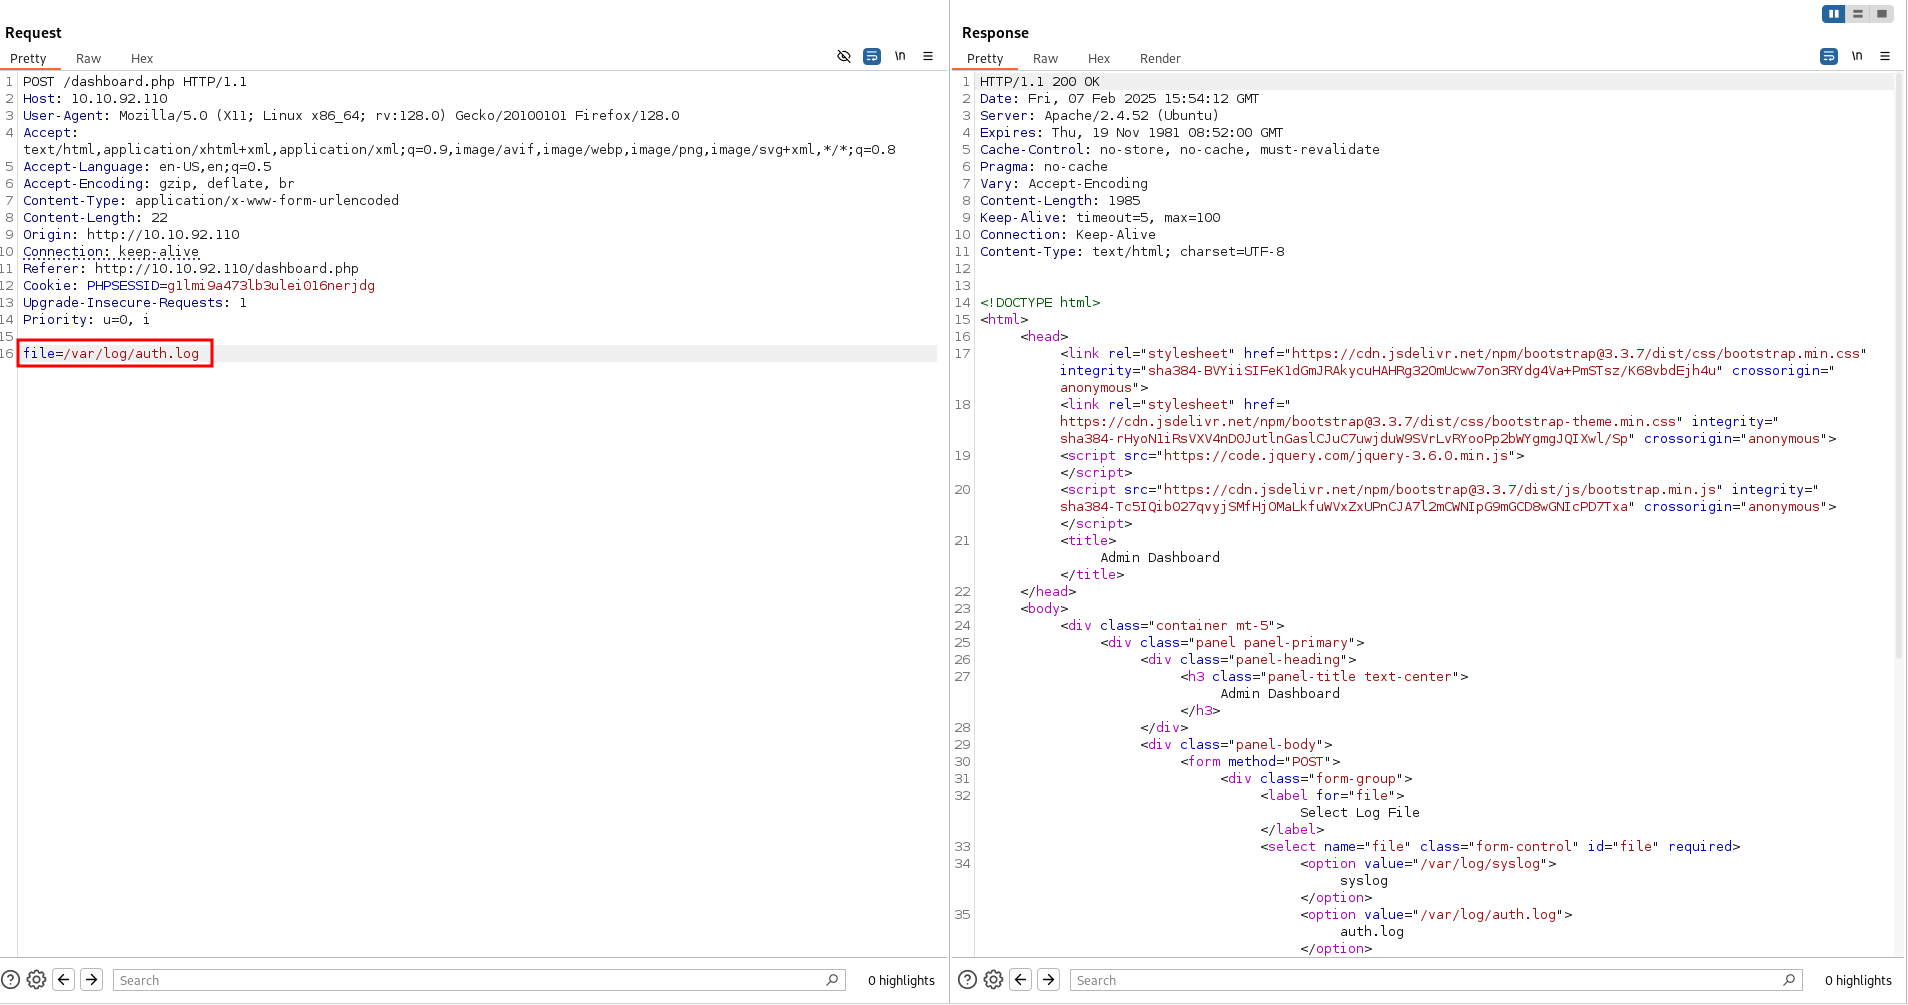 Request
Pretty Raw Hex
\n
1 POST /dashboard.php HTTP/1.1
2 Host: 10.10.92.110
3 User-Agent: Mozilla/5.0 (X11; Linux x86_64; rv:128.0) Gecko/20100101 Firefox/128.0
4 Accept:
text/html,application/xhtml+xml,application/xml;q=0.9,image/avif,image/webp,image/png,image/svg+xml,*/*;q=0.8
5 Accept-Language: en-US,en;q=0.5
6 Accept-Encoding: gzip, deflate, br
7 Content-Type: application/x-www-form-urlencoded
8 Content-Length: 22
9 Origin: http://10.10.92.110
10 Connection: keep-alive
11 Referer: http://10.10.92.110/dashboard.php
12 Cookie: PHPSESSID=g1lmi9a473lb3ulei016nerjdg
13 Upgrade-Insecure-Requests: 1
14 Priority: u=0, i
15
16 file=/var/log/auth.log
Search
0 highlights
Response
Pretty Raw Hex Render
\n
1 HTTP/1.1 200 OK
2 Date: Fri, 07 Feb 2025 15:54:12 GMT
3 Server: Apache/2.4.52 (Ubuntu)
4 Expires: Thu, 19 Nov 1981 08:52:00 GMT
5 Cache-Control: no-store, no-cache, must-revalidate
6 Pragma: no-cache
7 Vary: Accept-Encoding
8 Content-Length: 1985
9 Keep-Alive: timeout=5, max=100
10 Connection: Keep-Alive
11 Content-Type: text/html; charset=UTF-8
12
13
14 <!DOCTYPE html>
15 <html>
16 <head>
17 <link rel="stylesheet" href="https://cdn.jsdelivr.net/npm/bootstrap@3.3.7/dist/css/bootstrap.min.css"
integrity="sha384-BVYiiSIFeK1dGmJRAkycuHAHRg32OmUcww7on3RYdg4Va+PmSTsz/K68vbdEjh4u" crossorigin="
anonymous">
18 <link rel="stylesheet" href="
https://cdn.jsdelivr.net/npm/bootstrap@3.3.7/dist/css/bootstrap-theme.min.css" integrity="
sha384-rHyoN1iRsVXV4nD0JutlnGaslCJuC7uwjduW9SVrLvRYooPp2bWYgmgJQIXwl/Sp" crossorigin="anonymous">
19 <script src="https://code.jquery.com/jquery-3.6.0.min.js">
</script>
20 <script src="https://cdn.jsdelivr.net/npm/bootstrap@3.3.7/dist/js/bootstrap.min.js" integrity="
sha384-Tc5IQib027qvyjSMfHjOMaLkfuWVxZxUPnCJA7l2mCWNIpG9mGCD8wGNIcPD7Txa" crossorigin="anonymous">
</script>
21 <title>
Admin Dashboard
</title>
22 </head>
23 <body>
24 <div class="container mt-5">
25 <div class="panel panel-primary">
26 <div class="panel-heading">
27 <h3 class="panel-title text-center">
Admin Dashboard
</h3>
28 </div>
29 <div class="panel-body">
30 <form method="POST">
31 <div class="form-group">
32 <label for="file">
Select Log File
</label>
33 <select name="file" class="form-control" id="file" required>
34 <option value="/var/log/syslog">
syslog
</option>
35 <option value="/var/log/auth.log">
auth.log
</option>
Search
0 highlights